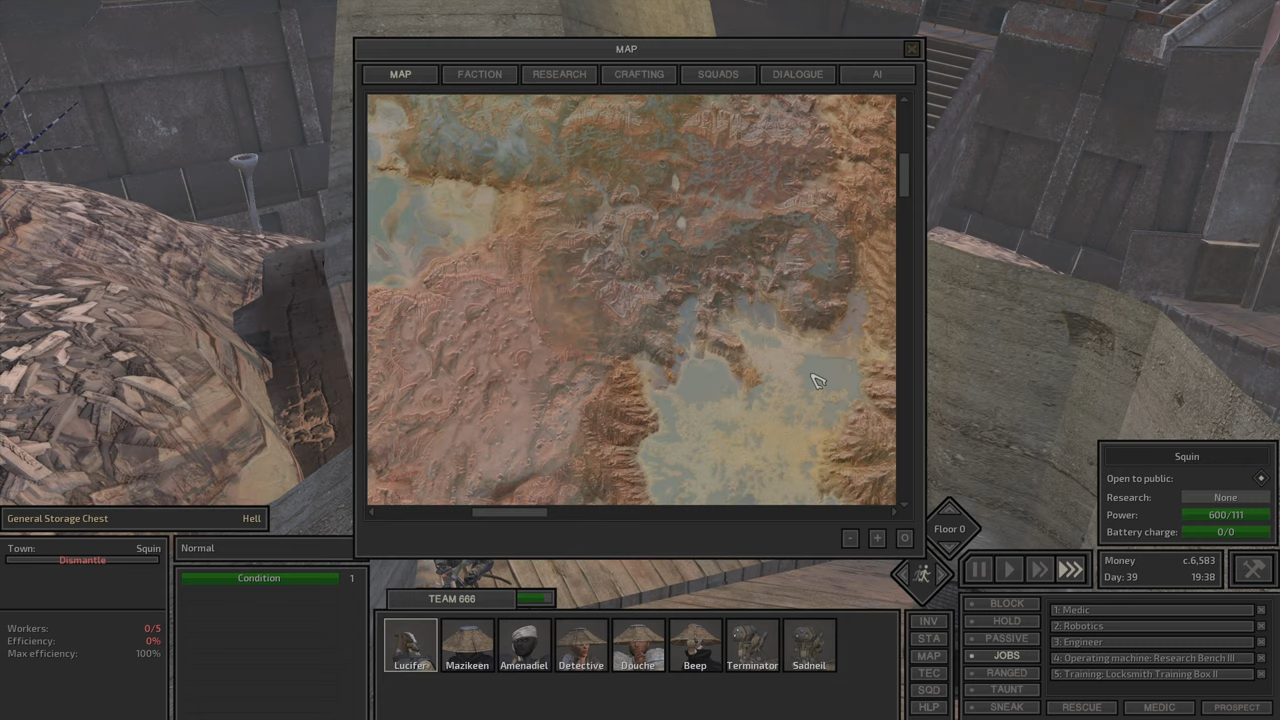 MAP
MAP FACTION RESEARCH CRAFTING SQUADS DIALOGUE AI
- + O
General Storage Chest Hell
Town: Squin
Dismantle
Workers: 0/5
Efficiency: 0%
Max efficiency: 100%
Normal
Condition 1
TEAM 666
Lucifer Mazikeen Amenadiel Detective Douche Beep Terminator Sadneil
INV
STA
MAP
TEC
SQD
HLP
Floor 0
Squin
Open to public:
Research: None
Power: 600/111
Battery charge: 0/0
Money c.6,583
Day: 39 19:38
BLOCK
HOLD
PASSIVE
JOBS
RANGED
TAUNT
SNEAK
1: Medic
2: Robotics
3: Engineer
4: Operating machine: Research Bench III
5: Training: Locksmith Training Box II
RESCUE MEDIC PROSPECT